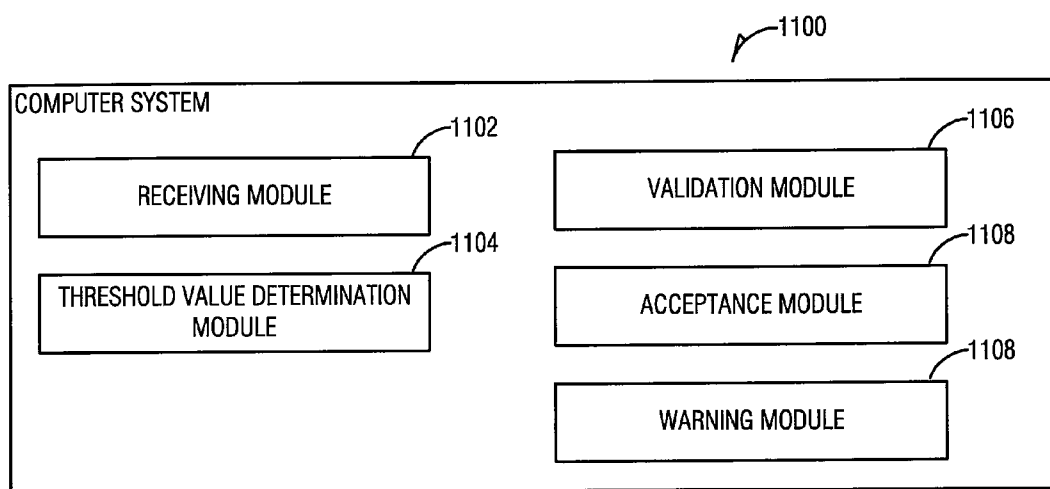 1100
COMPUTER SYSTEM
1102
RECEIVING MODULE
1104
THRESHOLD VALUE DETERMINATION
MODULE
1106
VALIDATION MODULE
1108
ACCEPTANCE MODULE
1108
WARNING MODULE